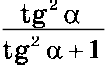 tg² α
tg² α + 1